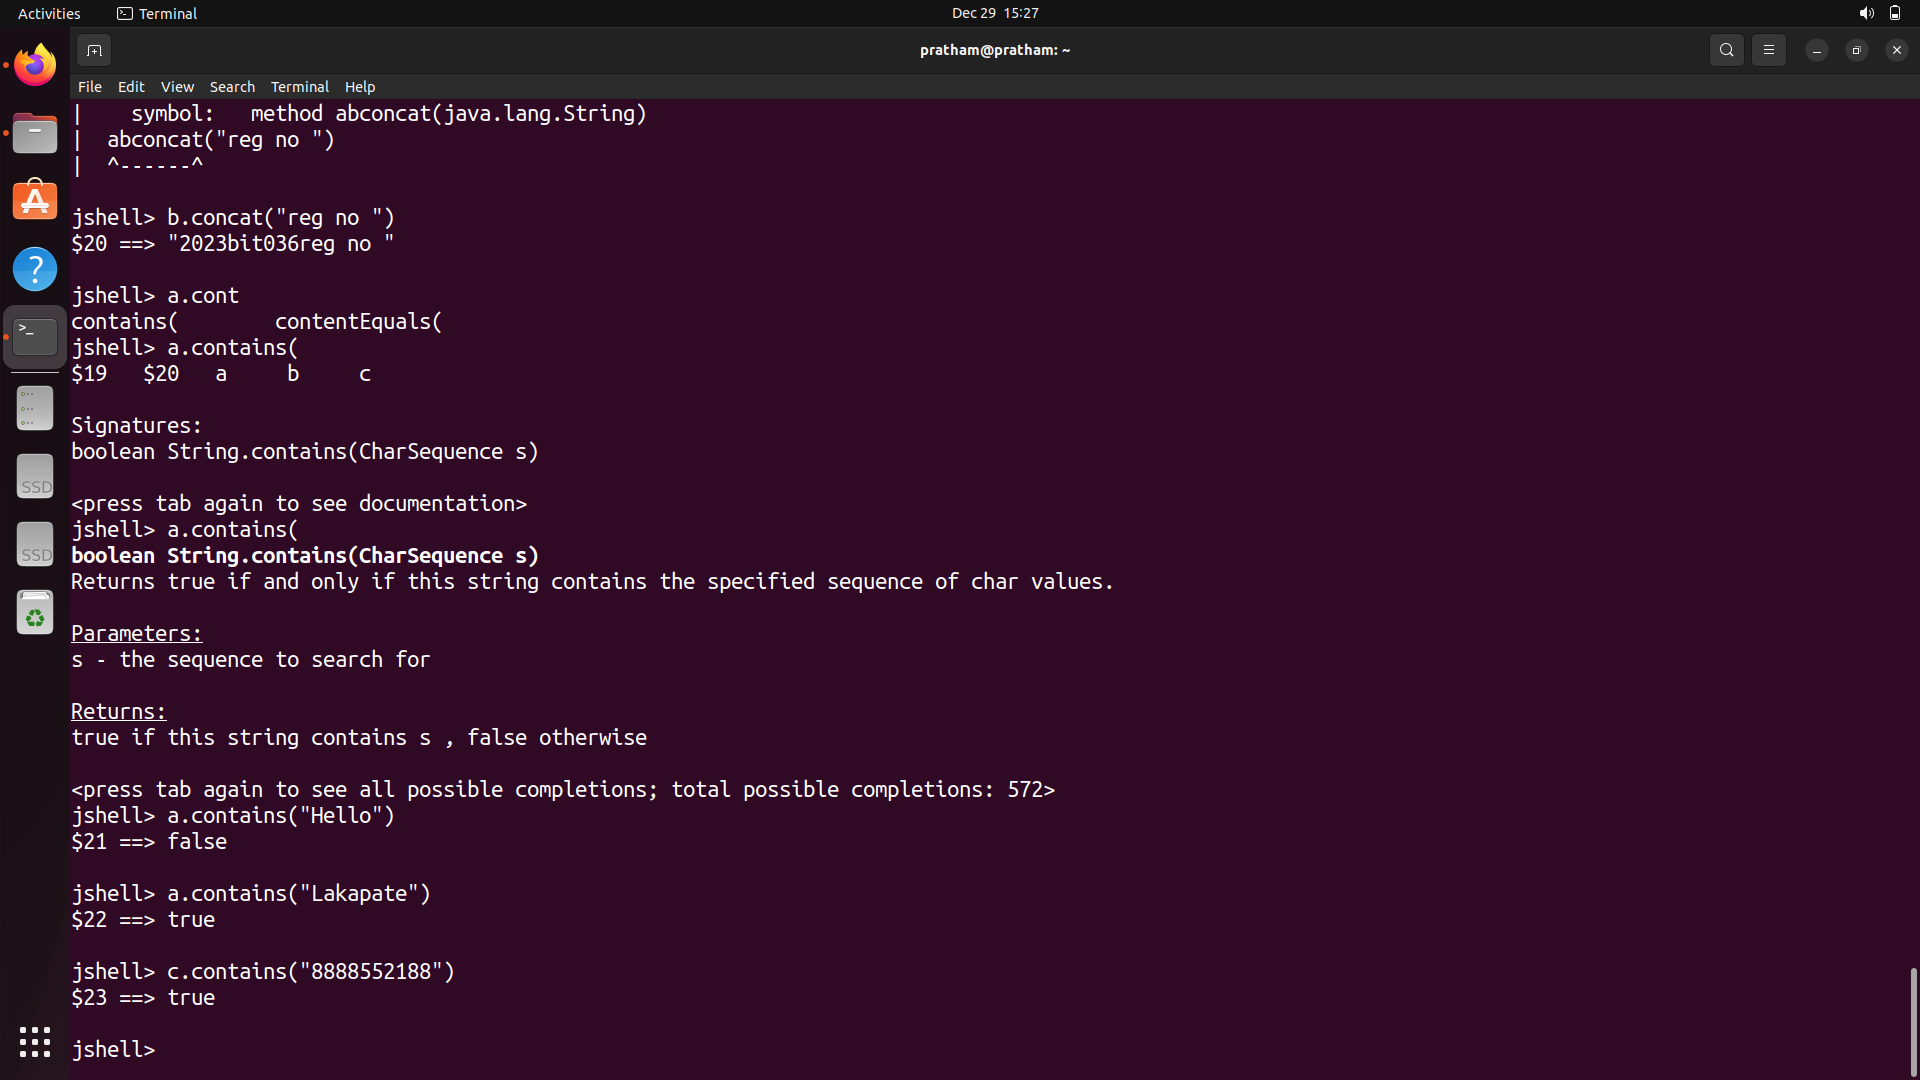 Activities
Terminal
Dec 29 15:27
pratham@pratham: ~
File Edit View Search Terminal Help
|    symbol:   method abconcat(java.lang.String)
|  abconcat("reg no ")
|  ^------^
jshell> b.concat("reg no ")
$20 ==> "2023bit036reg no "
jshell> a.cont
contains(        contentEquals(
jshell> a.contains(
$19   $20   a     b     c
Signatures:
boolean String.contains(CharSequence s)
<press tab again to see documentation>
jshell> a.contains(
boolean String.contains(CharSequence s)
Returns true if and only if this string contains the specified sequence of char values.
Parameters:
s - the sequence to search for
Returns:
true if this string contains s , false otherwise
<press tab again to see all possible completions; total possible completions: 572>
jshell> a.contains("Hello")
$21 ==> false
jshell> a.contains("Lakapate")
$22 ==> true
jshell> c.contains("8888552188")
$23 ==> true
jshell>
?
>_
SSD
SSD